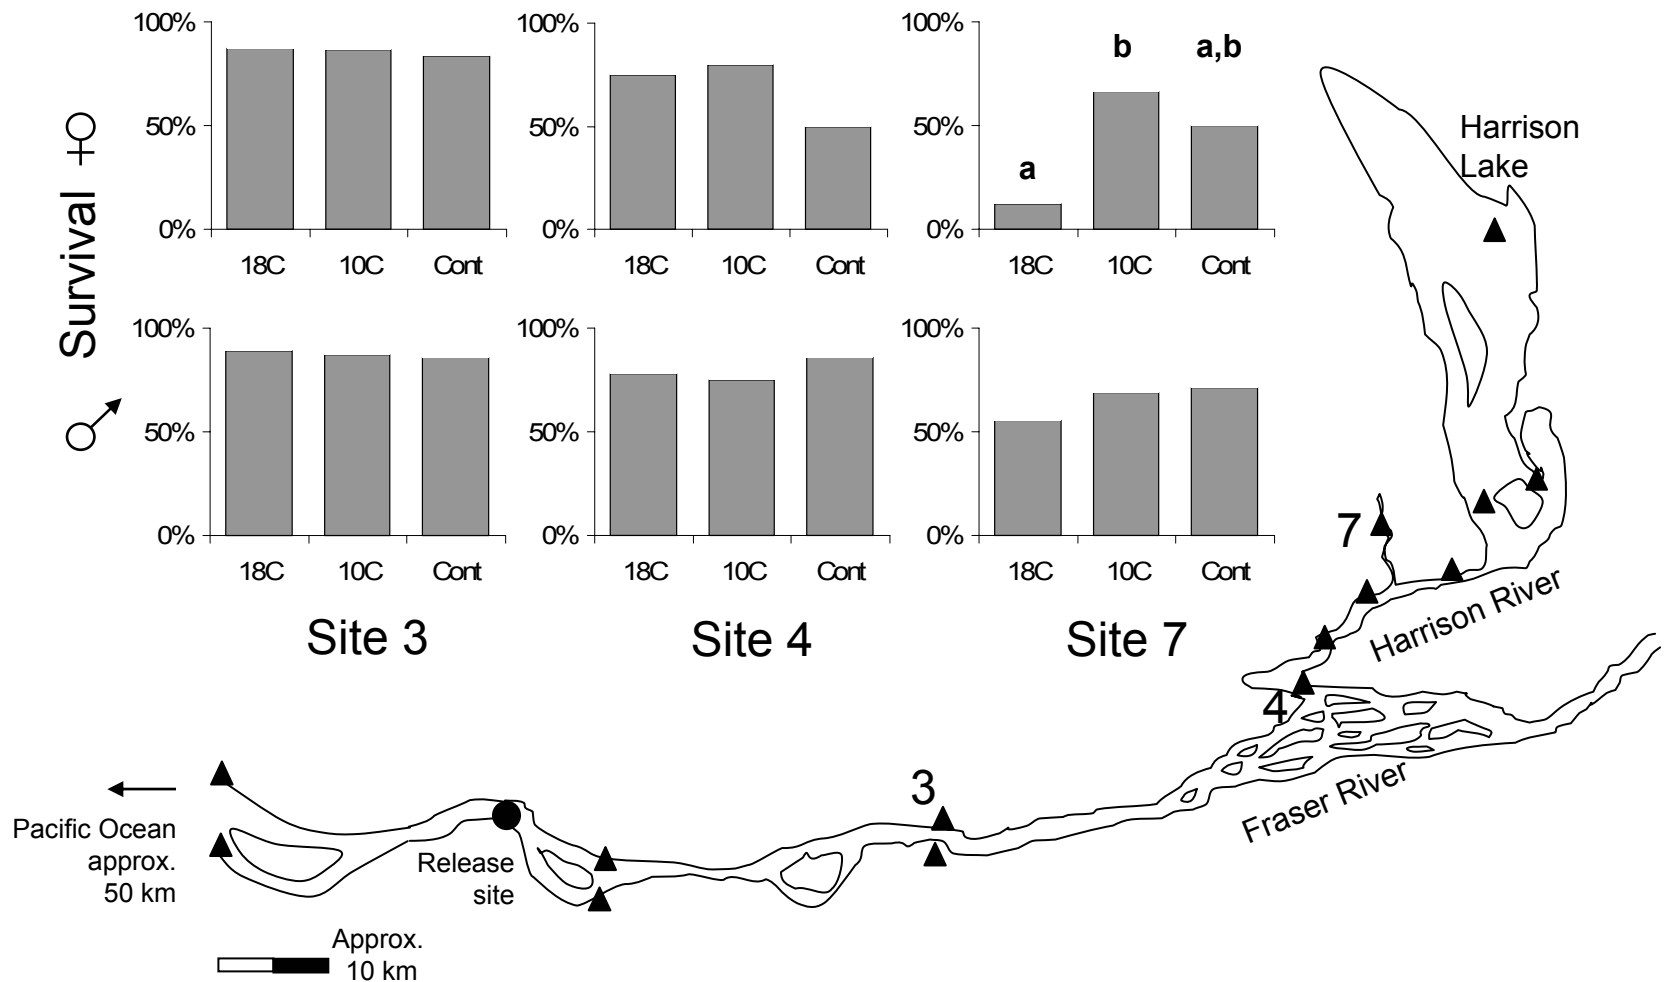 Survival
100%
50%
0%
18C
10C
Cont
100%
50%
0%
18C
10C
Cont
100%
50%
0%
a
b
a,b
18C
10C
Cont
100%
50%
0%
18C
10C
Cont
100%
50%
0%
18C
10C
Cont
100%
50%
0%
18C
10C
Cont
Site 3
Site 4
Site 7
Harrison
Lake
7
Harrison River
4
3
Fraser River
Pacific Ocean
approx.
50 km
Release
site
Approx.
10 km